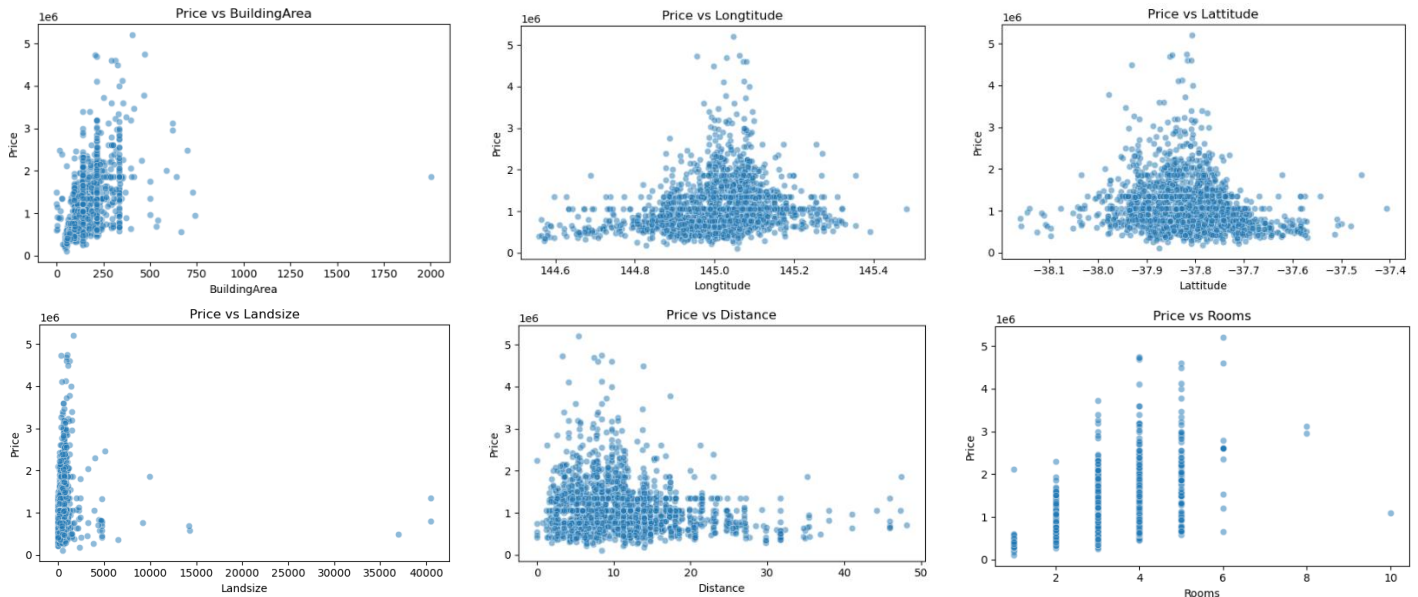 Price vs BuildingArea
1e6
5
4
3
2
1
0
Price
0 250 500 750 1000 1250 1500 1750 2000
BuildingArea
Price vs Longtitude
1e6
5
4
3
2
1
0
Price
144.6 144.8 145.0 145.2 145.4
Longtitude
Price vs Lattitude
1e6
5
4
3
2
1
0
Price
−38.1 −38.0 −37.9 −37.8 −37.7 −37.6 −37.5 −37.4
Lattitude
Price vs Landsize
1e6
5
4
3
2
1
0
Price
0 5000 10000 15000 20000 25000 30000 35000 40000
Landsize
Price vs Distance
1e6
5
4
3
2
1
0
Price
0 10 20 30 40 50
Distance
Price vs Rooms
1e6
5
4
3
2
1
0
Price
2 4 6 8 10
Rooms